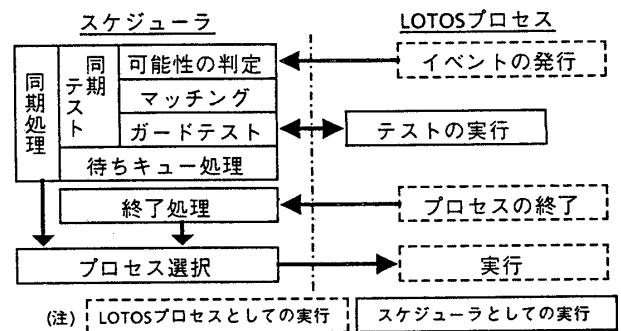 スケジューラ
LOTOSプロセス
同期処理
同期テスト
可能性の判定
イベントの発行
マッチング
ガードテスト
テストの実行
待ちキュー処理
終了処理
プロセスの終了
プロセス選択
実行
(注)
LOTOSプロセスとしての実行
スケジューラとしての実行